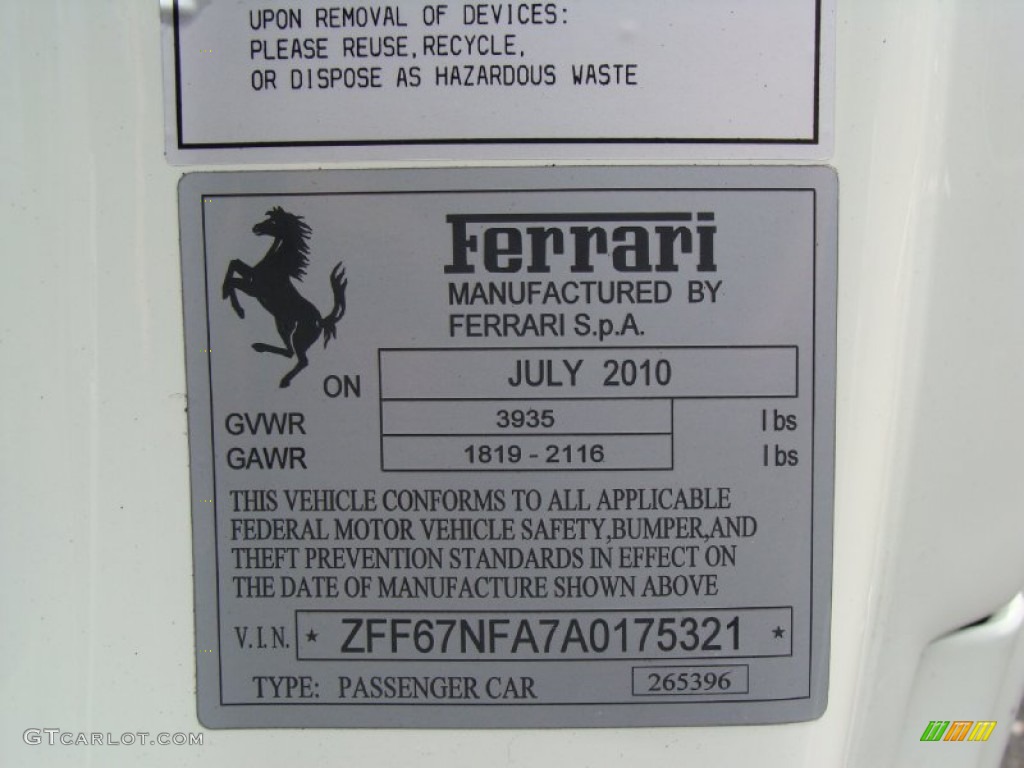 UPON REMOVAL OF DEVICES:
PLEASE REUSE, RECYCLE,
OR DISPOSE AS HAZARDOUS WASTE
Ferrari
MANUFACTURED BY
FERRARI S.p.A.
ON JULY 2010
GVWR 3935 lbs
GAWR 1819 - 2116 lbs
THIS VEHICLE CONFORMS TO ALL APPLICABLE
FEDERAL MOTOR VEHICLE SAFETY,BUMPER,AND
THEFT PREVENTION STANDARDS IN EFFECT ON
THE DATE OF MANUFACTURE SHOWN ABOVE
V.I.N. * ZFF67NFA7A0175321 *
TYPE: PASSENGER CAR 265396
GTCARLOT.COM